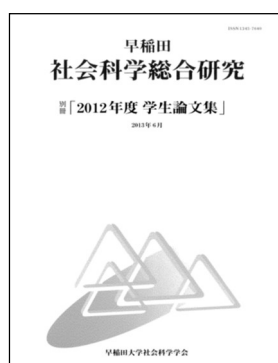 早稲田
社会科学総合研究
別冊「2012年度 学生論文集」
2013年6月
早稲田大学社会科学学会